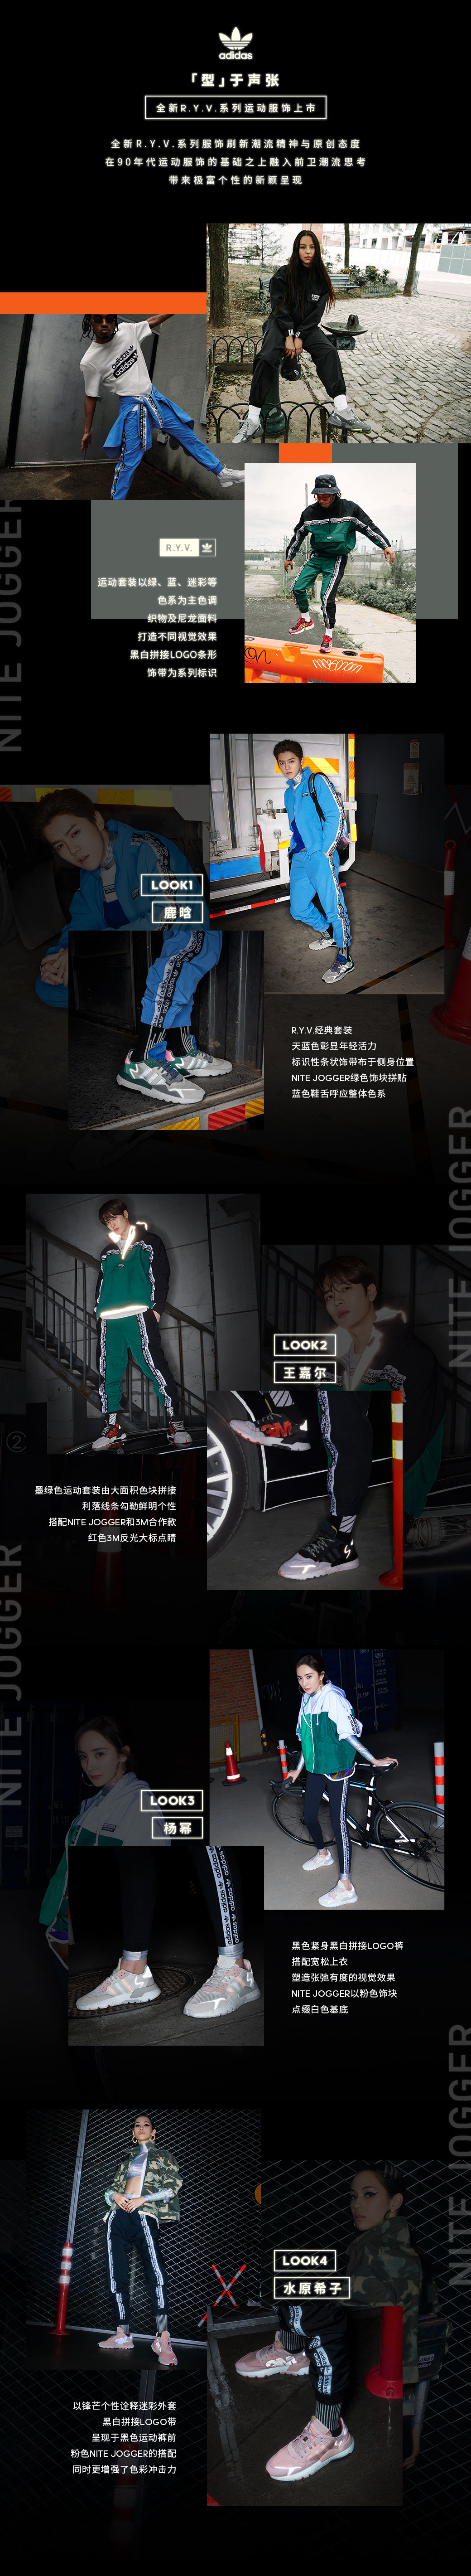 adidas
「型」于声张
全新R.Y.V.系列运动服饰上市
全新R.Y.V.系列服饰刷新潮流精神与原创态度
在90年代运动服饰的基础之上融入前卫潮流思考
带来极富个性的新颖呈现
adidas
NITE JOGGER
R.Y.V.
运动套装以绿、蓝、迷彩等
色系为主色调
织物及尼龙面料
打造不同视觉效果
黑白拼接LOGO条形
饰带为系列标识
LOOK1
鹿晗
R.Y.V.经典套装
天蓝色彰显年轻活力
标识性条状饰带布于侧身位置
NITE JOGGER绿色饰块拼贴
蓝色鞋舌呼应整体色系
NITE JOGGER
LOOK2
王嘉尔
②
3M
墨绿色运动套装由大面积色块拼接
利落线条勾勒鲜明个性
搭配NITE JOGGER和3M合作款
红色3M反光大标点睛
NITE JOGGER
LOOK3
杨幂
adidas
黑色紧身黑白拼接LOGO裤
搭配宽松上衣
塑造张弛有度的视觉效果
NITE JOGGER以粉色饰块
点缀白色基底
NITE JOGGER
LOOK4
水原希子
以锋芒个性诠释迷彩外套
黑白拼接LOGO带
呈现于黑色运动裤前
粉色NITE JOGGER的搭配
同时更增强了色彩冲击力